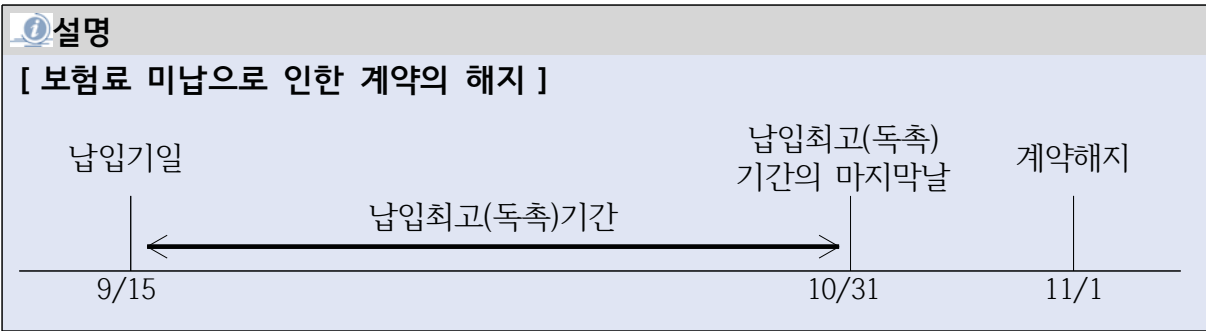 설명
[ 보험료 미납으로 인한 계약의 해지 ]
납입기일
납입최고(독촉)
기간의 마지막날
계약해지
납입최고(독촉)기간
9/15
10/31
11/1